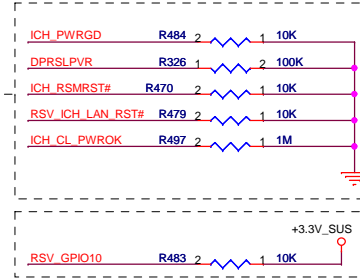 ICH_PWRGD R484 2 1 10K
DPRSLPVR R326 1 2 100K
ICH_RSMRST# R470 2 1 10K
RSV_ICH_LAN_RST# R479 2 1 10K
ICH_CL_PWROK R497 2 1 1M
+3.3V_SUS
RSV_GPIO10 R483 2 1 10K